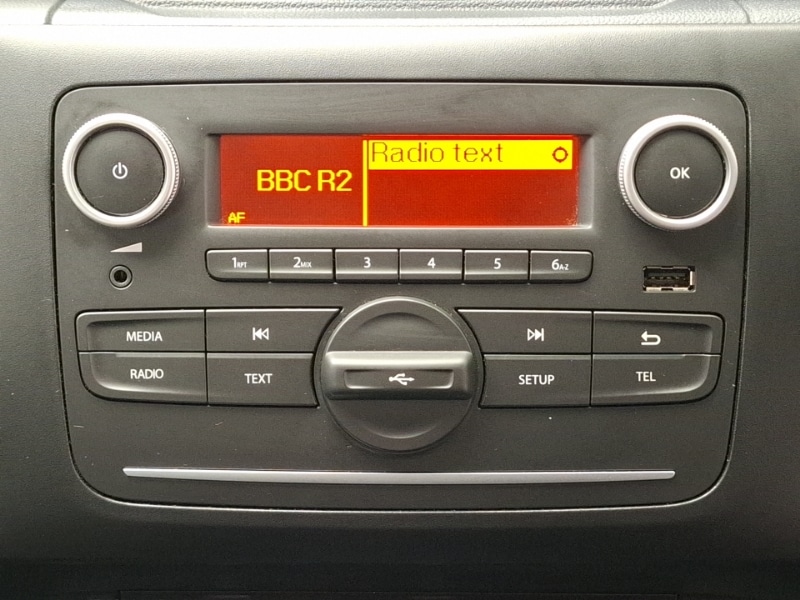 Radio text
BBC R2
AF
OK
1RPT 2MIX 3 4 5 6A-Z
MEDIA
RADIO TEXT SETUP TEL